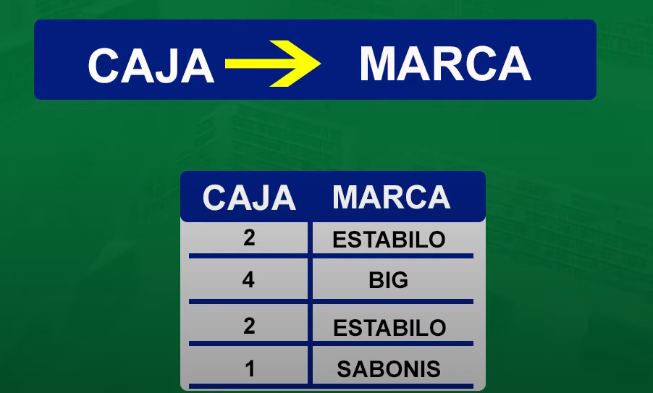 CAJA → MARCA
CAJA MARCA
2 ESTABILO
4 BIG
2 ESTABILO
1 SABONIS